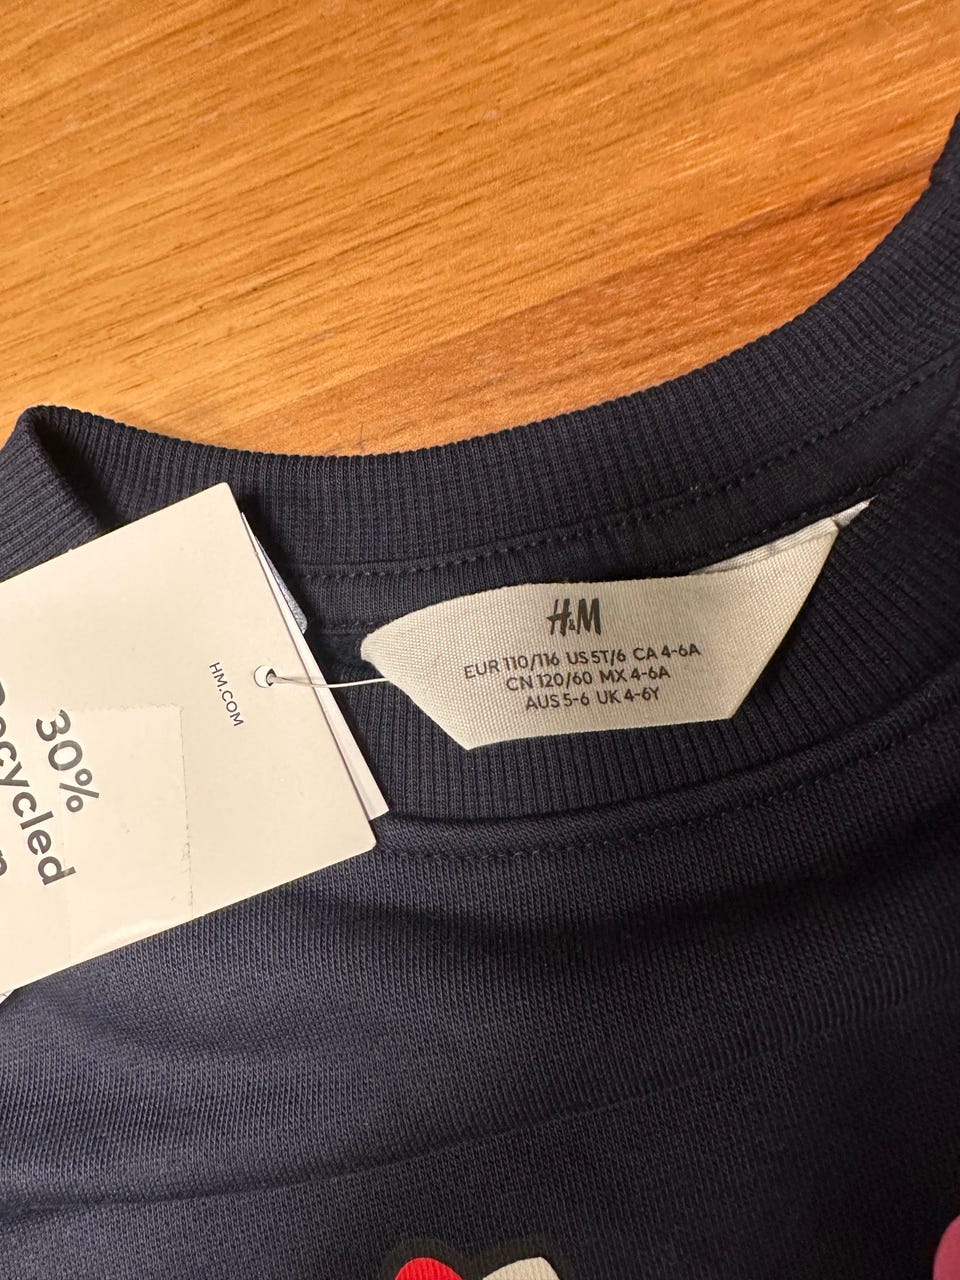 H&M
EUR 110/116 US 5T/6 CA 4-6A
CN 120/60 MX 4-6A
AUS 5-6 UK 4-6Y
HM.COM
30%